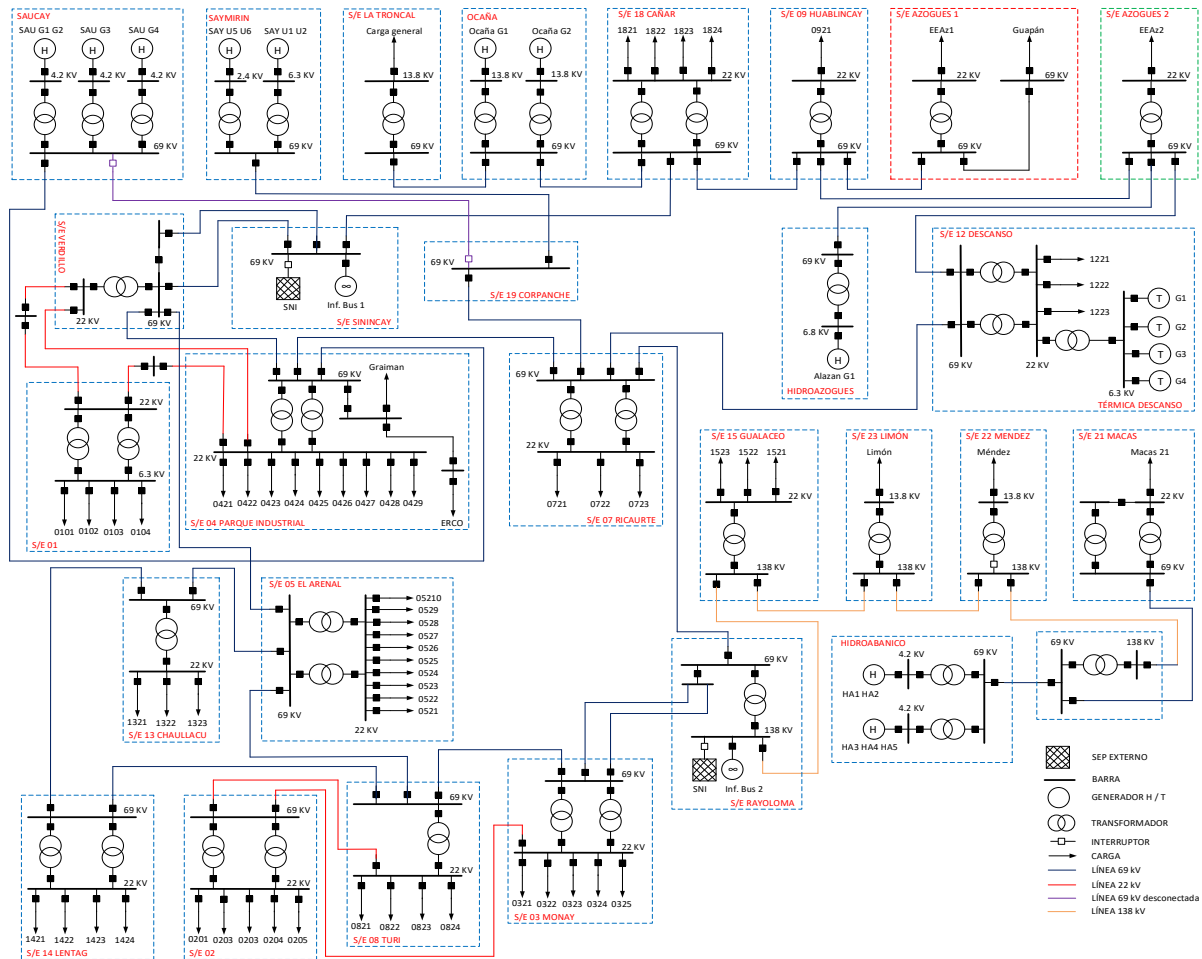 SAUCAY
SAU G1 G2
SAU G3
SAU G4
H
H
H
4.2 KV
4.2 KV
4.2 KV
69 KV
SAYMIRIN
SAY U5 U6
SAY U1 U2
H
H
2.4 KV
6.3 KV
69 KV
S/E LA TRONCAL
Carga general
13.8 KV
69 KV
OCAÑA
Ocaña G1
Ocaña G2
H
H
13.8 KV
13.8 KV
69 KV
S/E 18 CAÑAR
1821
1822
1823
1824
22 KV
69 KV
S/E 09 HUABLINCAY
0921
22 KV
69 KV
S/E AZOGUES 1
EEAz1
Guapán
22 KV
69 KV
69 KV
S/E AZOGUES 2
EEAz2
22 KV
69 KV
S/E VERDILLO
22 KV
69 KV
69 KV
SNI
∞
Inf. Bus 1
S/E SININCAY
69 KV
S/E 19 CORPANCHE
69 KV
6.8 KV
H
Alazan G1
HIDROAZOGUES
S/E 12 DESCANSO
1221
1222
1223
69 KV
22 KV
T
G1
T
G2
T
G3
T
G4
6.3 KV
TÉRMICA DESCANSO
22 KV
6.3 KV
0101
0102
0103
0104
S/E 01
69 KV
Graiman
22 KV
0421
0422
0423
0424
0425
0426
0427
0428
0429
ERCO
S/E 04 PARQUE INDUSTRIAL
69 KV
22 KV
0721
0722
0723
S/E 07 RICAURTE
S/E 15 GUALACEO
1523
1522
1521
22 KV
138 KV
S/E 23 LIMÓN
Limón
13.8 KV
138 KV
S/E 22 MENDEZ
Méndez
13.8 KV
138 KV
S/E 21 MACAS
Macas 21
22 KV
69 KV
69 KV
22 KV
1321
1322
1323
S/E 13 CHAULLACU
S/E 05 EL ARENAL
05210
0529
0528
0527
0526
0525
0524
0523
0522
0521
69 KV
22 KV
69 KV
138 KV
SNI
∞
Inf. Bus 2
S/E RAYOLOMA
HIDROABANICO
H
HA1 HA2
4.2 KV
69 KV
H
HA3 HA4 HA5
4.2 KV
69 KV
138 KV
69 KV
22 KV
1421
1422
1423
1424
S/E 14 LENTAG
69 KV
22 KV
0201
0203
0203
0204
0205
S/E 02
69 KV
22 KV
0821
0822
0823
0824
S/E 08 TURI
69 KV
22 KV
0321
0322
0323
0324
0325
S/E 03 MONAY
SEP EXTERNO
BARRA
GENERADOR H / T
TRANSFORMADOR
INTERRUPTOR
CARGA
LÍNEA 69 kV
LÍNEA 22 kV
LÍNEA 69 kV desconectada
LÍNEA 138 kV